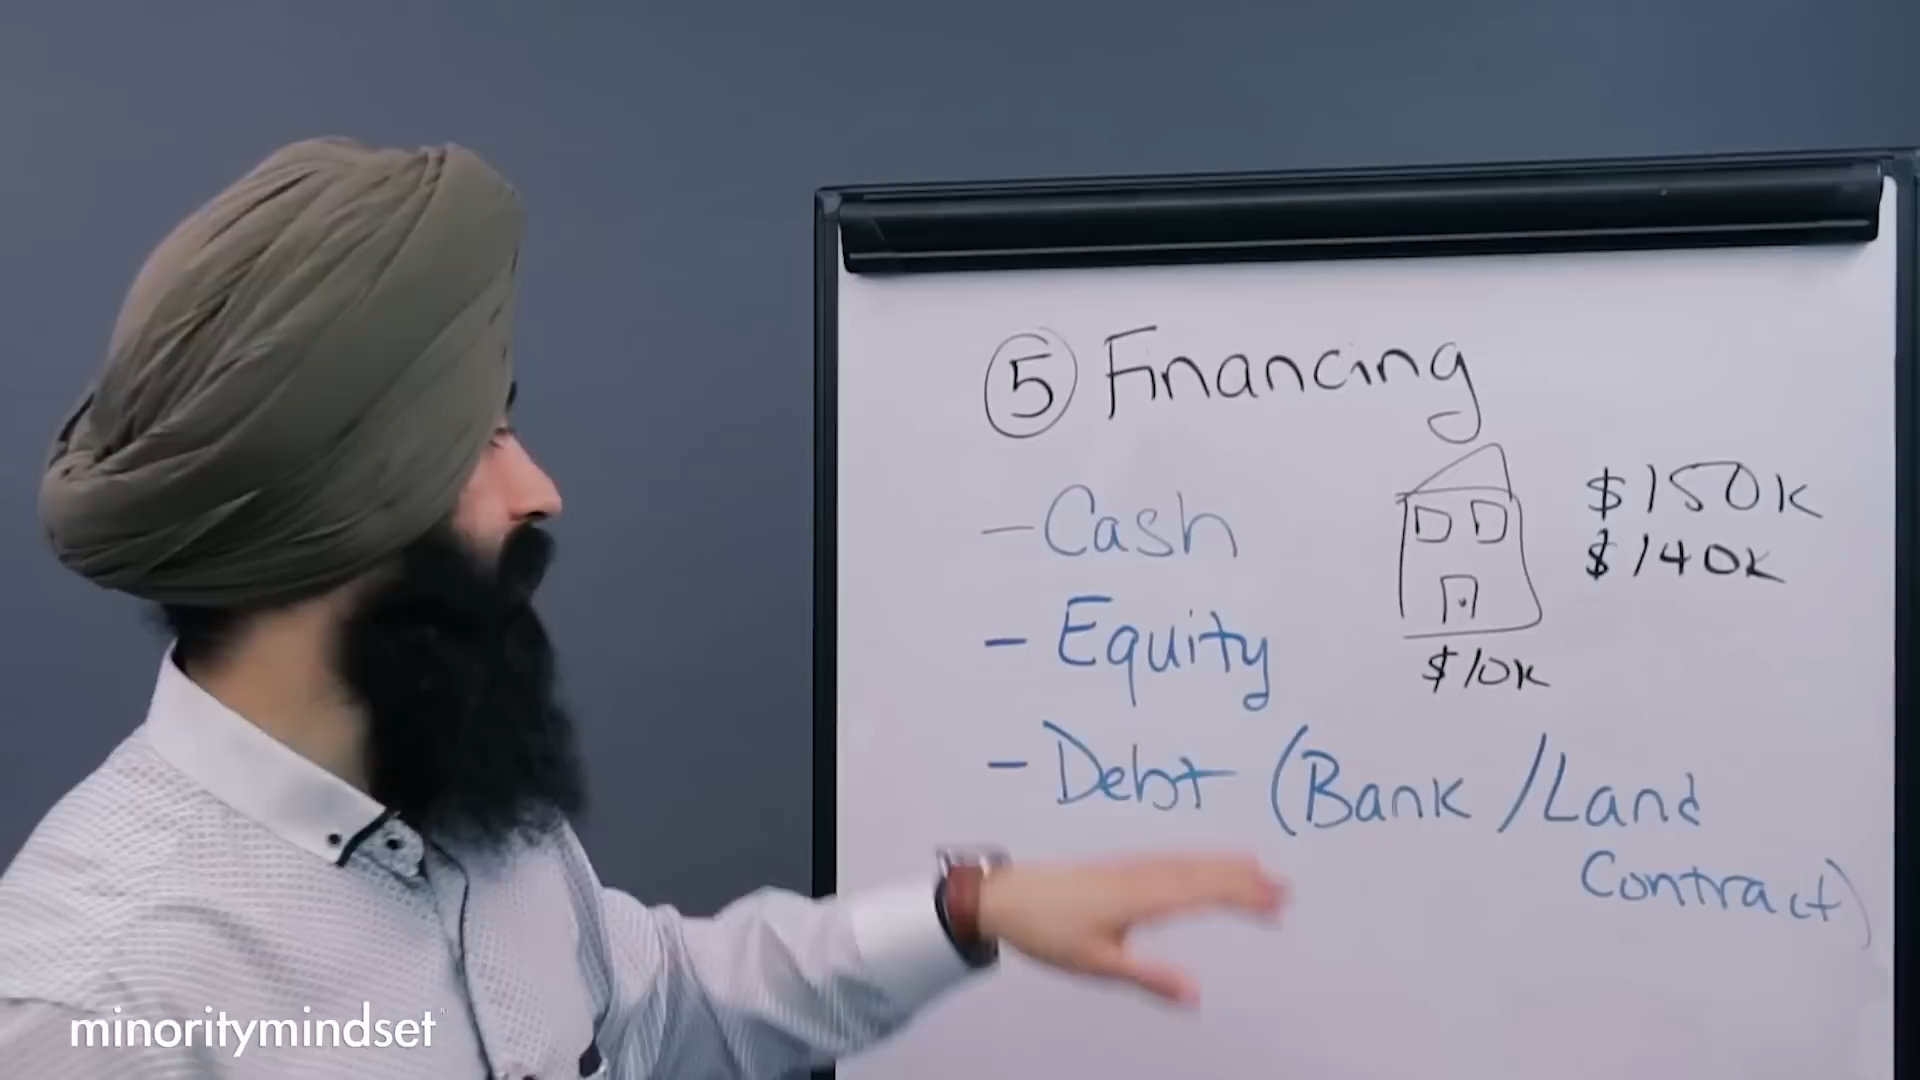 ⑤ Financing
- Cash
$150K
$140K
- Equity
$10K
- Debt (Bank / Land
Contract)
minoritymindset